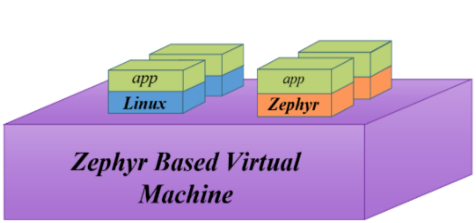 app
app
Linux
Zephyr
Zephyr Based Virtual
Machine